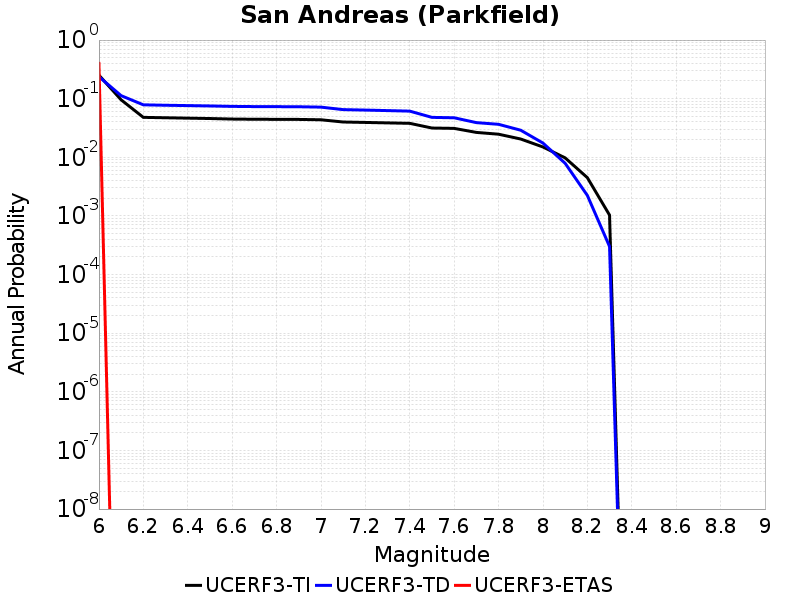 San Andreas (Parkfield)
10^0
10^-1
10^-2
10^-3
10^-4
10^-5
10^-6
10^-7
10^-8
Annual Probability
6 6.2 6.4 6.6 6.8 7 7.2 7.4 7.6 7.8 8 8.2 8.4 8.6 8.8 9
Magnitude
UCERF3-TI UCERF3-TD UCERF3-ETAS